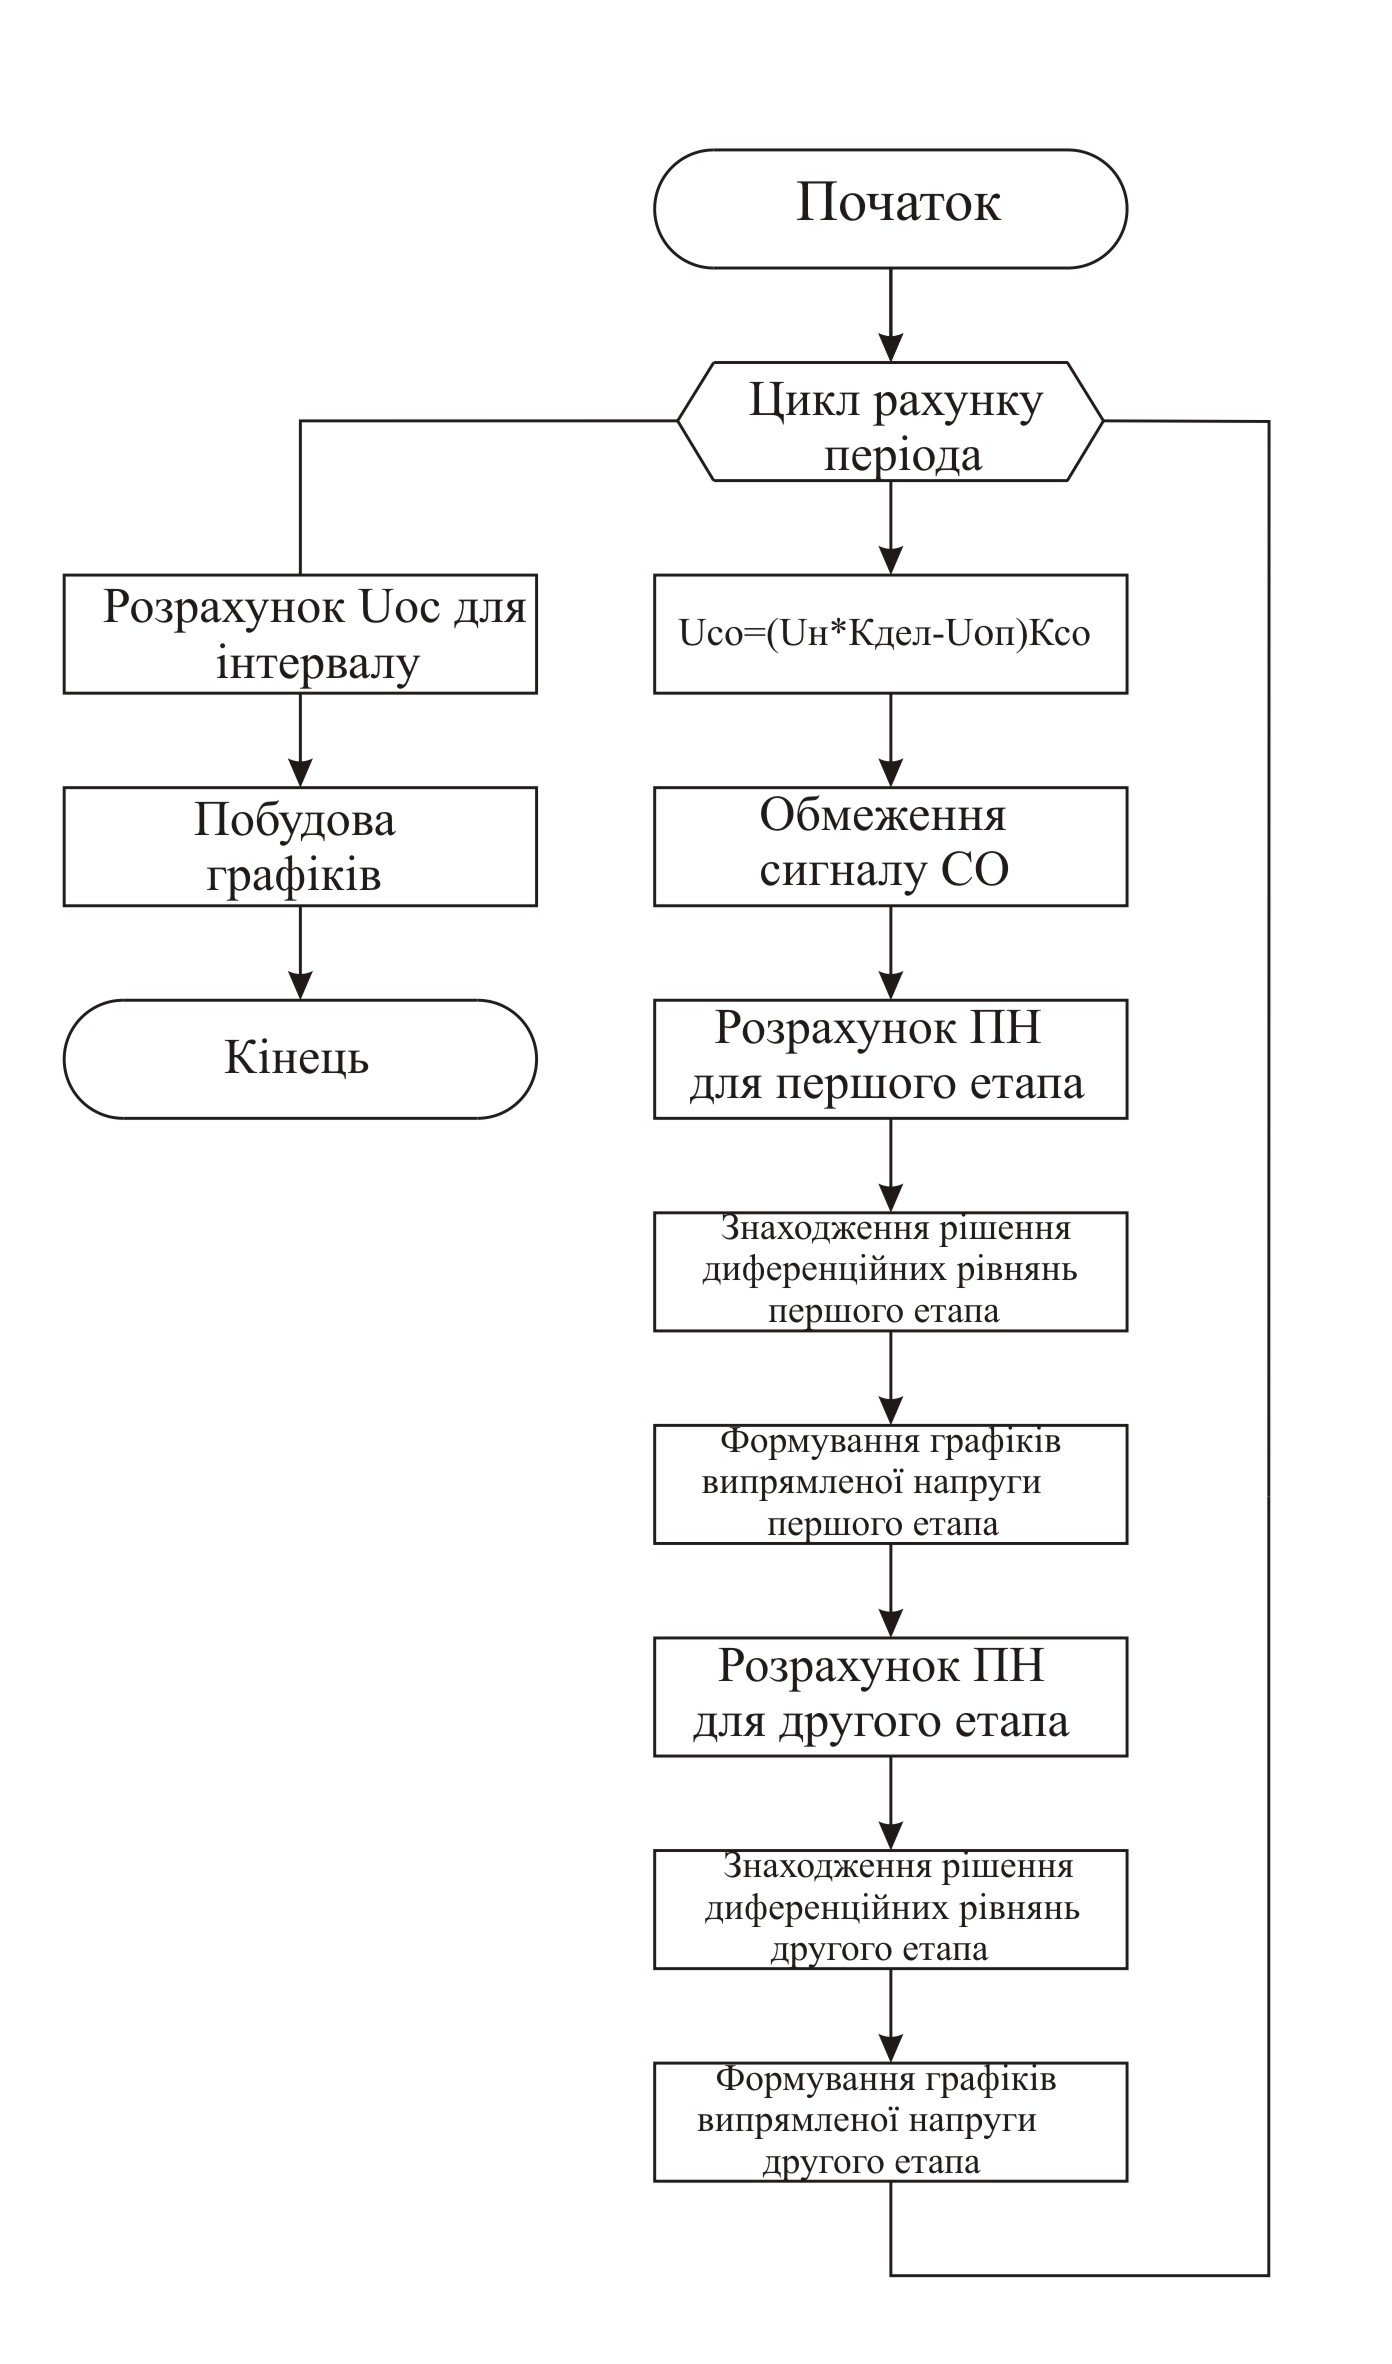 Початок
Цикл рахунку
періода
Розрахунок Uос для
інтервалу
Побудова
графіків
Кінець
Uсо=(Uн*Кдел-Uоп)Ксо
Обмеження
сигналу СО
Розрахунок ПН
для першого етапа
Знаходження рішення
диференційних рівнянь
першого етапа
Формування графіків
випрямленої напруги
першого етапа
Розрахунок ПН
для другого етапа
Знаходження рішення
диференційних рівнянь
другого етапа
Формування графіків
випрямленої напруги
другого етапа